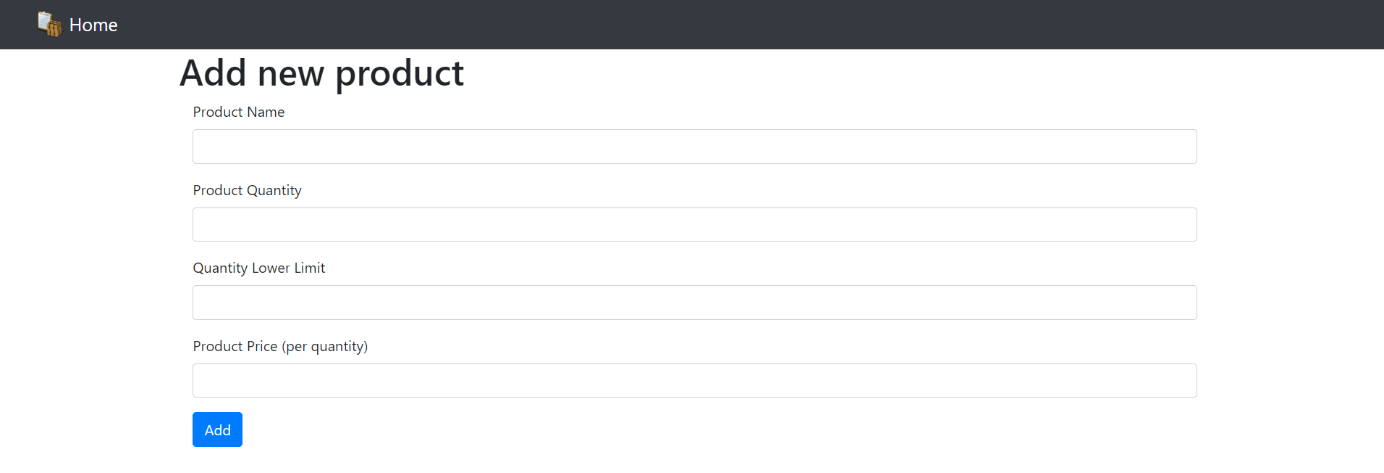 Home
Add new product
Product Name
Product Quantity
Quantity Lower Limit
Product Price (per quantity)
Add